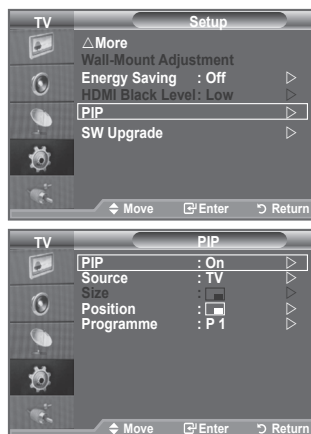 TV Setup
△More
Wall-Mount Adjustment
Energy Saving : Off ▷
HDMI Black Level: Low ▷
PIP ▷
SW Upgrade ▷
Move Enter Return
TV PIP
PIP : On ▷
Source : TV ▷
Size : ▷
Position : ▷
Programme : P 1 ▷
Move Enter Return